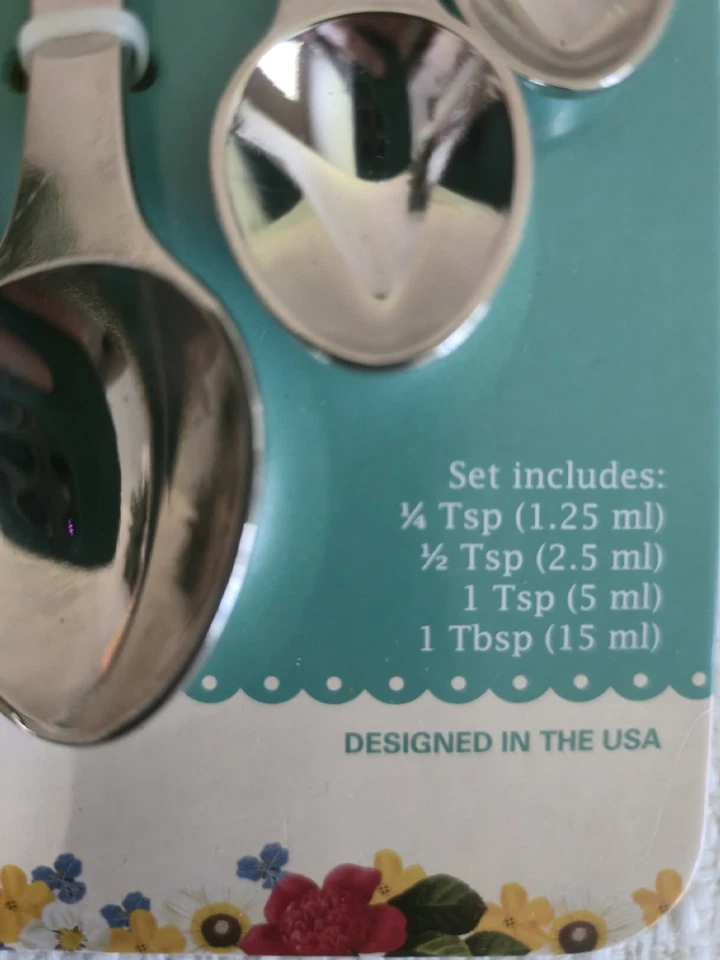 Set includes:
¼ Tsp (1.25 ml)
½ Tsp (2.5 ml)
1 Tsp (5 ml)
1 Tbsp (15 ml)
DESIGNED IN THE USA